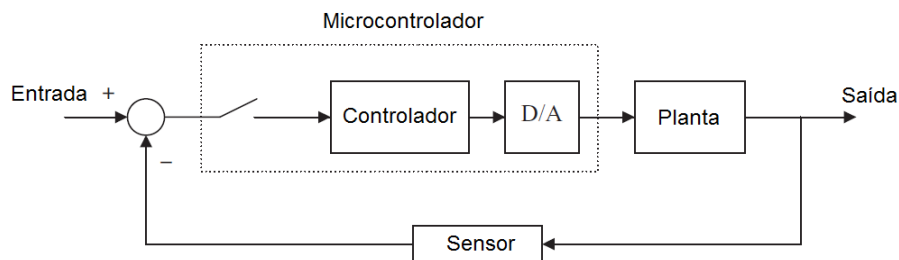 Microcontrolador
Entrada +
Controlador
D/A
Planta
Saída
–
Sensor